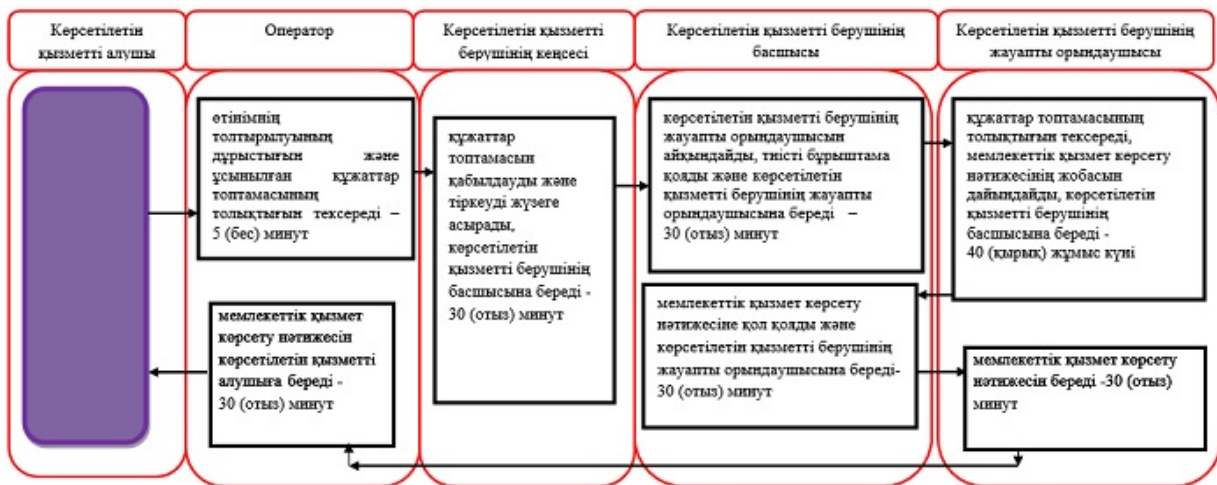 Көрсетілетін
қызметті алушы
Оператор
Көрсетілетін қызметті
берушінің кеңсесі
Көрсетілетін қызметті берушінің
басшысы
Көрсетілетін қызметті берушінің
жауапты орындаушысы
өтінімнің
толтырылуының
дұрыстығын және
ұсынылған құжаттар
топтамасының
толықтығын тексереді –
5 (бес) минут
құжаттар
топтамасын
қабылдауды және
тіркеуді жүзеге
асырады,
көрсетілетін
қызметті берушінің
басшысына береді -
30 (отыз) минут
көрсетілетін қызметті берушінің
жауапты орындаушысын
айқындайды, тиісті бұрыштама
қояды және көрсетілетін
қызметті берушінің жауапты
орындаушысына береді –
30 (отыз) минут
құжаттар топтамасының
толықтығын тексереді,
мемлекеттік қызмет көрсету
нәтижесінің жобасын
дайындайды, көрсетілетін
қызметті берушінің
басшысына береді -
40 (қырық) жұмыс күні
мемлекеттік қызмет
көрсету нәтижесін
көрсетілетін қызметті
алушыға береді -
30 (отыз) минут
мемлекеттік қызмет көрсету
нәтижесіне қол қояды және
көрсетілетін қызметті берушінің
жауапты орындаушысына береді-
30 (отыз) минут
мемлекеттік қызмет көрсету
нәтижесін береді -30 (отыз)
минут